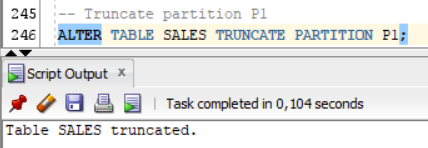 245 -- Truncate partition P1
246 ALTER TABLE SALES TRUNCATE PARTITION P1;
Script Output x
Task completed in 0,104 seconds
Table SALES truncated.